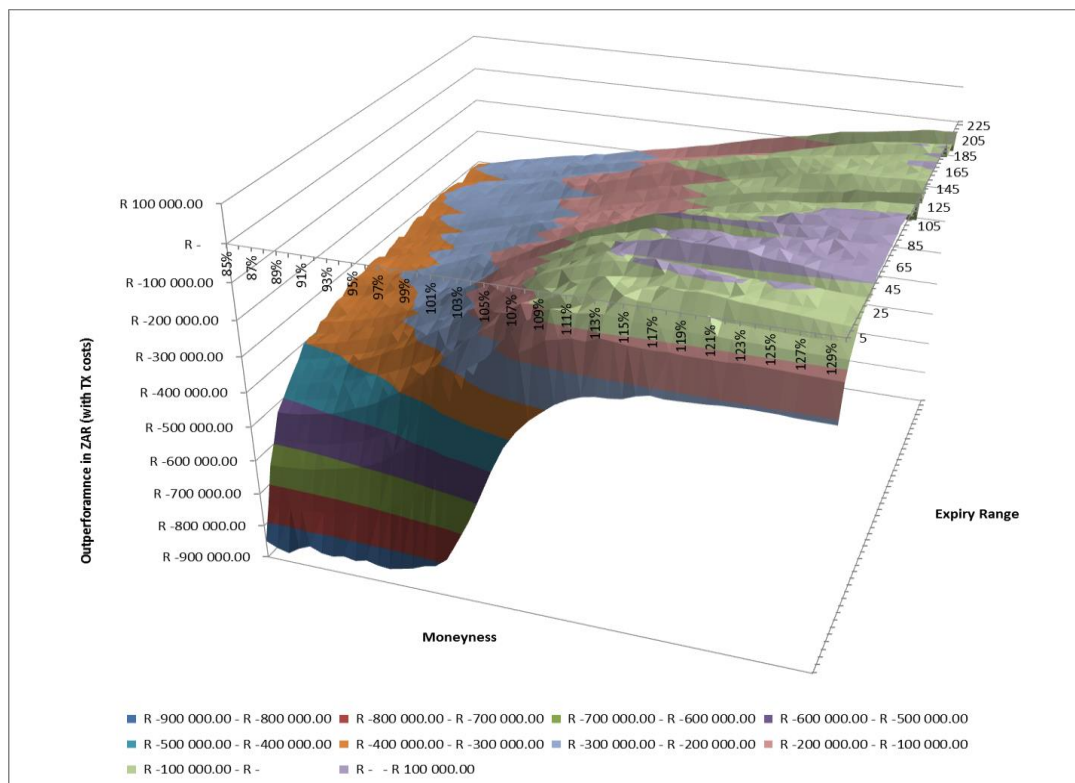 R 100 000.00
R -
R -100 000.00
R -200 000.00
R -300 000.00
R -400 000.00
R -500 000.00
R -600 000.00
R -700 000.00
R -800 000.00
R -900 000.00
Outperforamnce in ZAR (with TX costs)
85%
87%
89%
91%
93%
95%
97%
99%
101%
103%
105%
107%
109%
111%
113%
115%
117%
119%
121%
123%
125%
127%
129%
Moneyness
225
205
185
165
145
125
105
85
65
45
25
5
Expiry Range
R -900 000.00 - R -800 000.00 R -800 000.00 - R -700 000.00 R -700 000.00 - R -600 000.00 R -600 000.00 - R -500 000.00
R -500 000.00 - R -400 000.00 R -400 000.00 - R -300 000.00 R -300 000.00 - R -200 000.00 R -200 000.00 - R -100 000.00
R -100 000.00 - R - R - - R 100 000.00